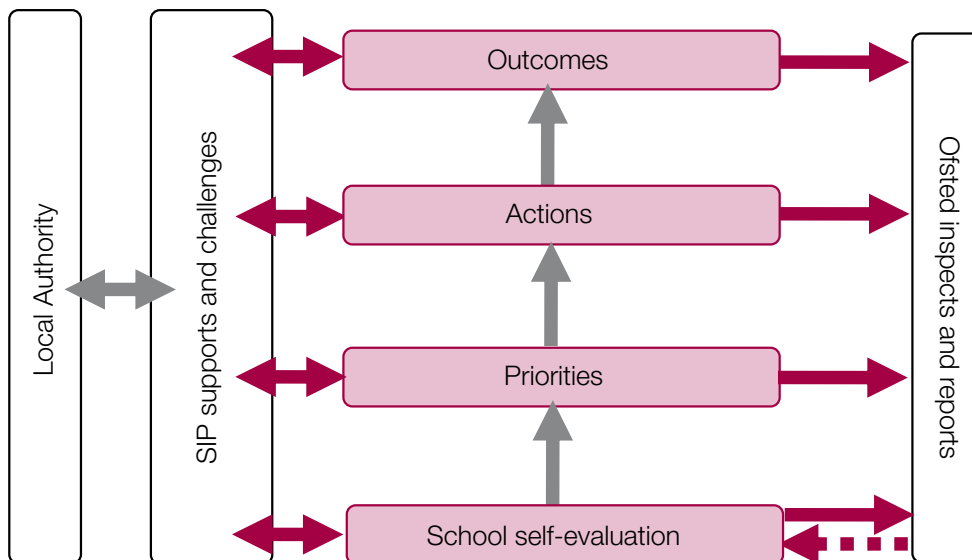 Local Authority
SIP supports and challenges
Outcomes
Actions
Priorities
School self-evaluation
Ofsted inspects and reports